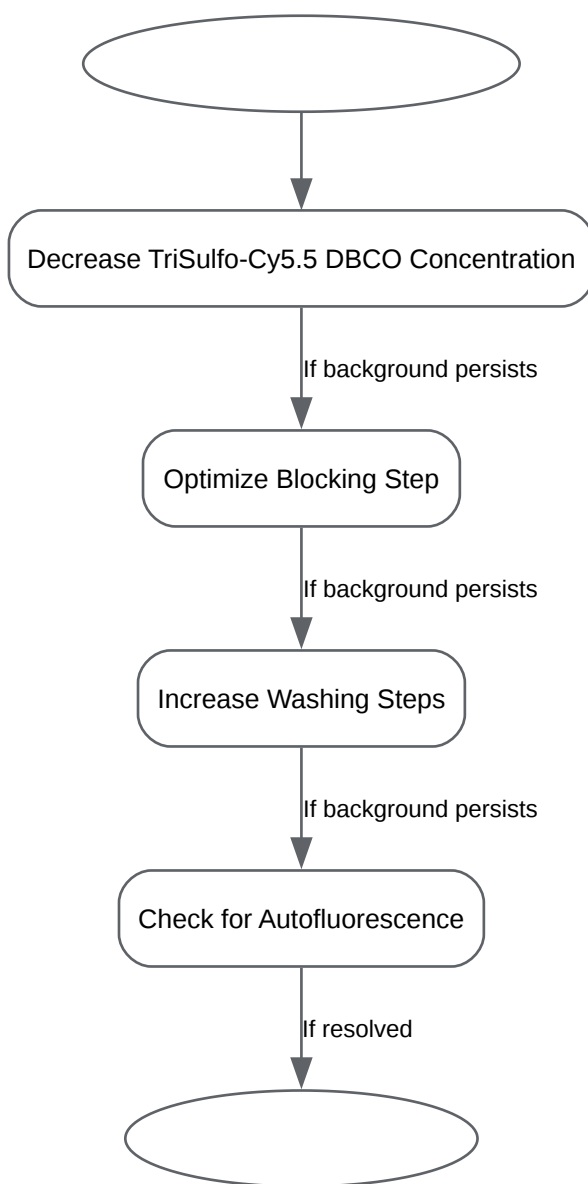 Decrease TriSulfo-Cy5.5 DBCO Concentration
If background persists
Optimize Blocking Step
If background persists
Increase Washing Steps
If background persists
Check for Autofluorescence
If resolved